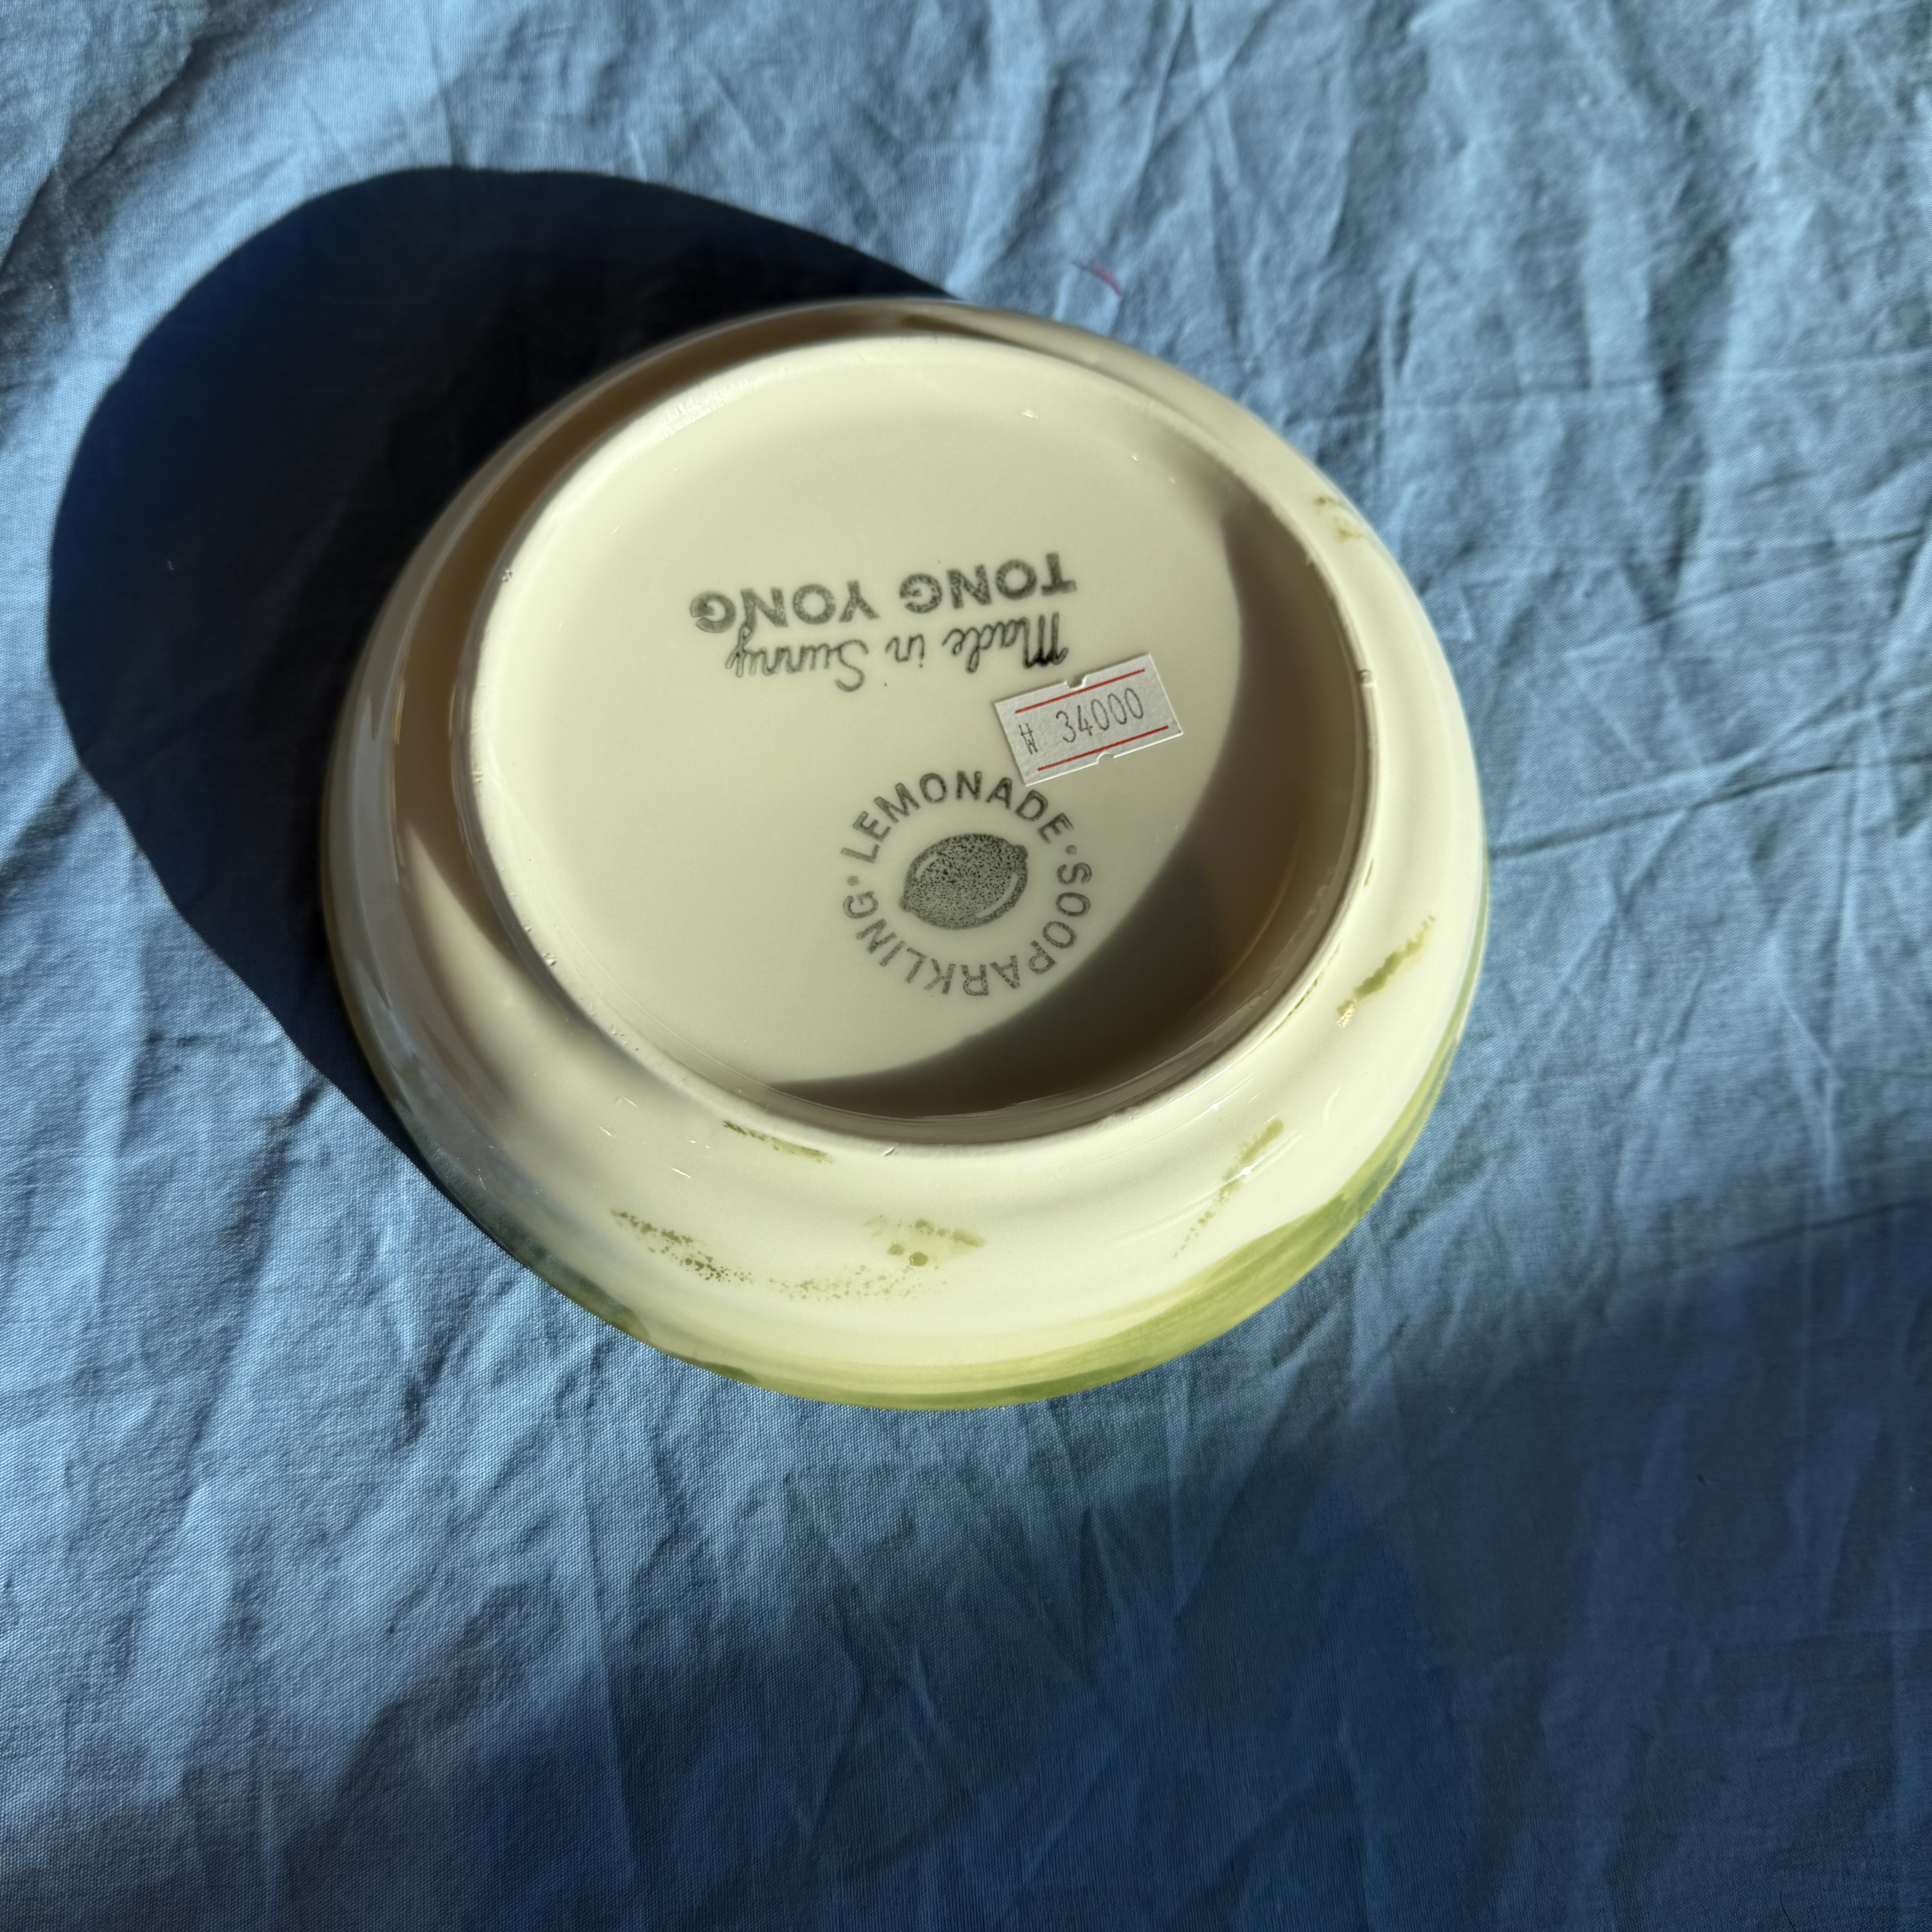 SOOPARKLING · LEMONADE ·
₩ 34000
Made in Sunny
TONG YONG